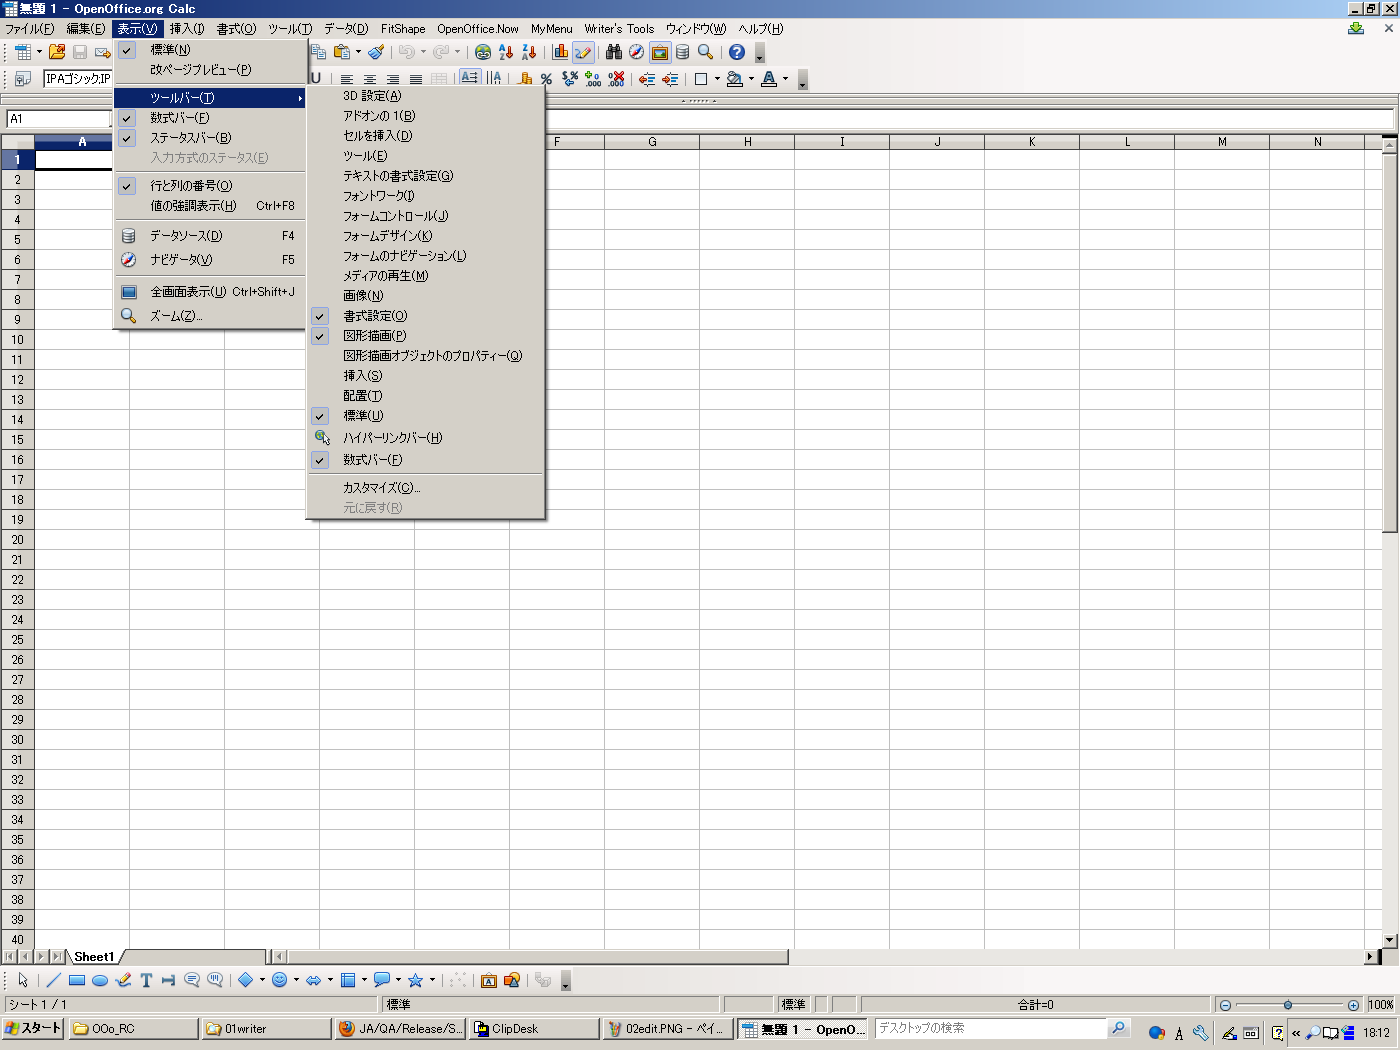 無題 1 - OpenOffice.org Calc
ファイル(F) 編集(E) 表示(V) 挿入(I) 書式(O) ツール(T) データ(D) FitShape OpenOffice.Now MyMenu Writer's Tools ウィンドウ(W) ヘルプ(H)
IPAゴシック;IP
A1
標準(N)
改ページプレビュー(P)
ツールバー(T)
数式バー(F)
ステータスバー(B)
入力方式のステータス(E)
行と列の番号(O)
値の強調表示(H) Ctrl+F8
データソース(D) F4
ナビゲータ(V) F5
全画面表示(U) Ctrl+Shift+J
ズーム(Z)...
3D 設定(A)
アドオンの 1(B)
セルを挿入(D)
ツール(E)
テキストの書式設定(G)
フォントワーク(I)
フォームコントロール(J)
フォームデザイン(K)
フォームのナビゲーション(L)
メディアの再生(M)
画像(N)
書式設定(O)
図形描画(P)
図形描画オブジェクトのプロパティー(Q)
挿入(S)
配置(T)
標準(U)
ハイパーリンクバー(H)
数式バー(F)
カスタマイズ(C)...
元に戻す(R)
A F G H I J K L M N
1
2
3
4
5
6
7
8
9
10
11
12
13
14
15
16
17
18
19
20
21
22
23
24
25
26
27
28
29
30
31
32
33
34
35
36
37
38
39
40
Sheet1
シート 1 / 1 標準 標準 合計=0 100%
スタート OOo_RC 01writer JA/QA/Release/S... ClipDesk 02edit.PNG - ペイ... 無題 1 - OpenO... デスクトップの検索 18:12